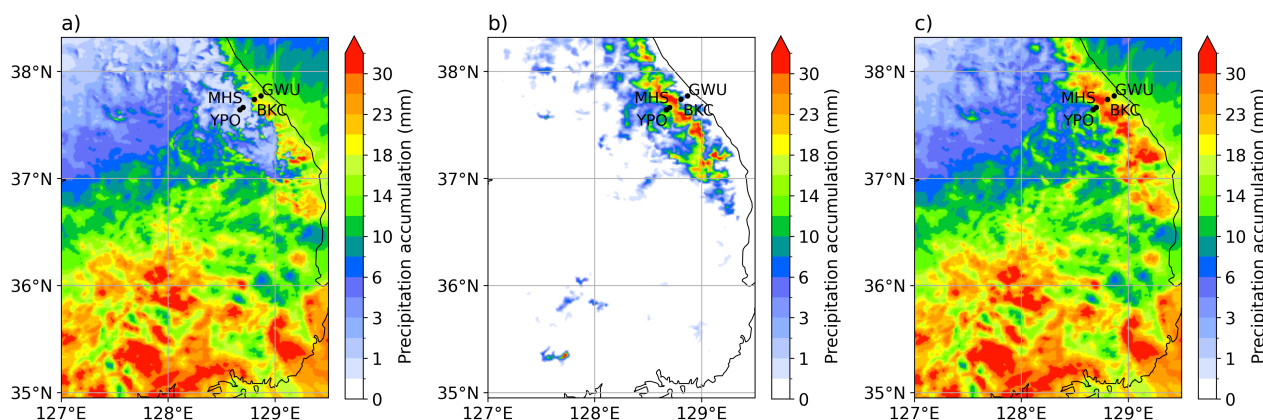 a)
38°N
37°N
36°N
35°N
127°E
128°E
129°E
MHS
GWU
BKC
YPO
30
23
18
14
10
6
3
1
0
Precipitation accumulation (mm)
b)
38°N
37°N
36°N
35°N
127°E
128°E
129°E
MHS
GWU
BKC
YPO
30
23
18
14
10
6
3
1
0
Precipitation accumulation (mm)
c)
38°N
37°N
36°N
35°N
127°E
128°E
129°E
MHS
GWU
BKC
YPO
30
23
18
14
10
6
3
1
0
Precipitation accumulation (mm)